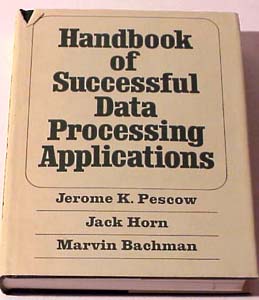 Handbook
of
Successful
Data
Processing
Applications
Jerome K. Pescow
Jack Horn
Marvin Bachman